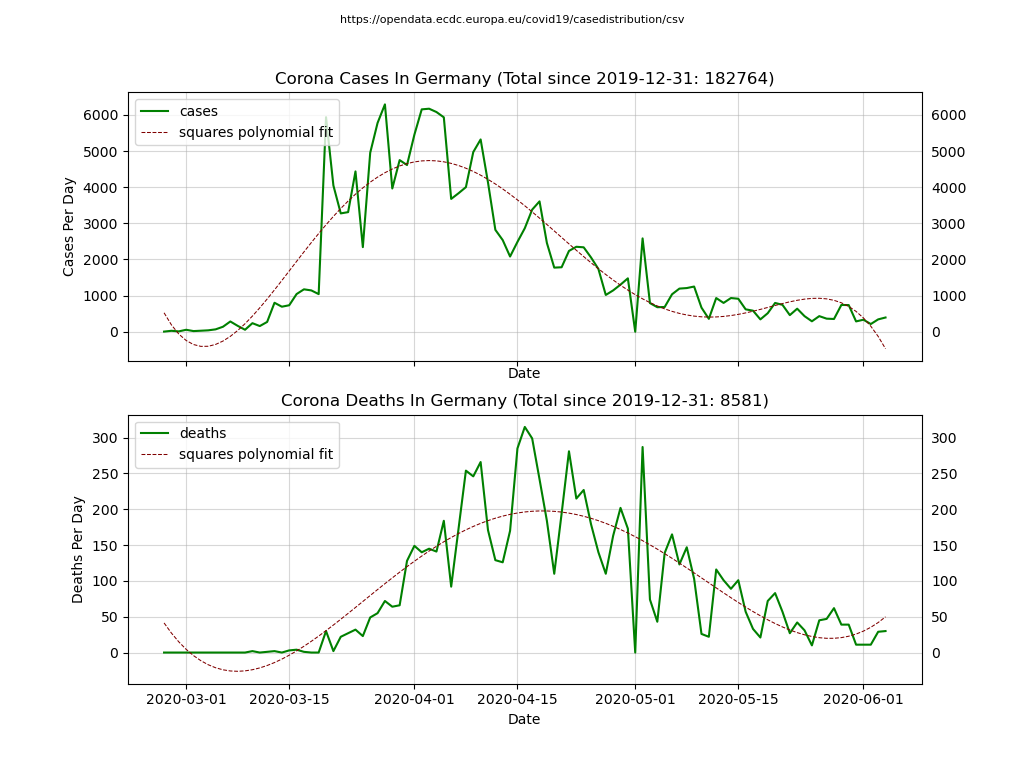 https://opendata.ecdc.europa.eu/covid19/casedistribution/csv
Corona Cases In Germany (Total since 2019-12-31: 182764)
cases
squares polynomial fit
Cases Per Day
6000
5000
4000
3000
2000
1000
0
6000
5000
4000
3000
2000
1000
0
Date
Corona Deaths In Germany (Total since 2019-12-31: 8581)
deaths
squares polynomial fit
Deaths Per Day
300
250
200
150
100
50
0
300
250
200
150
100
50
0
2020-03-01 2020-03-15 2020-04-01 2020-04-15 2020-05-01 2020-05-15 2020-06-01
Date